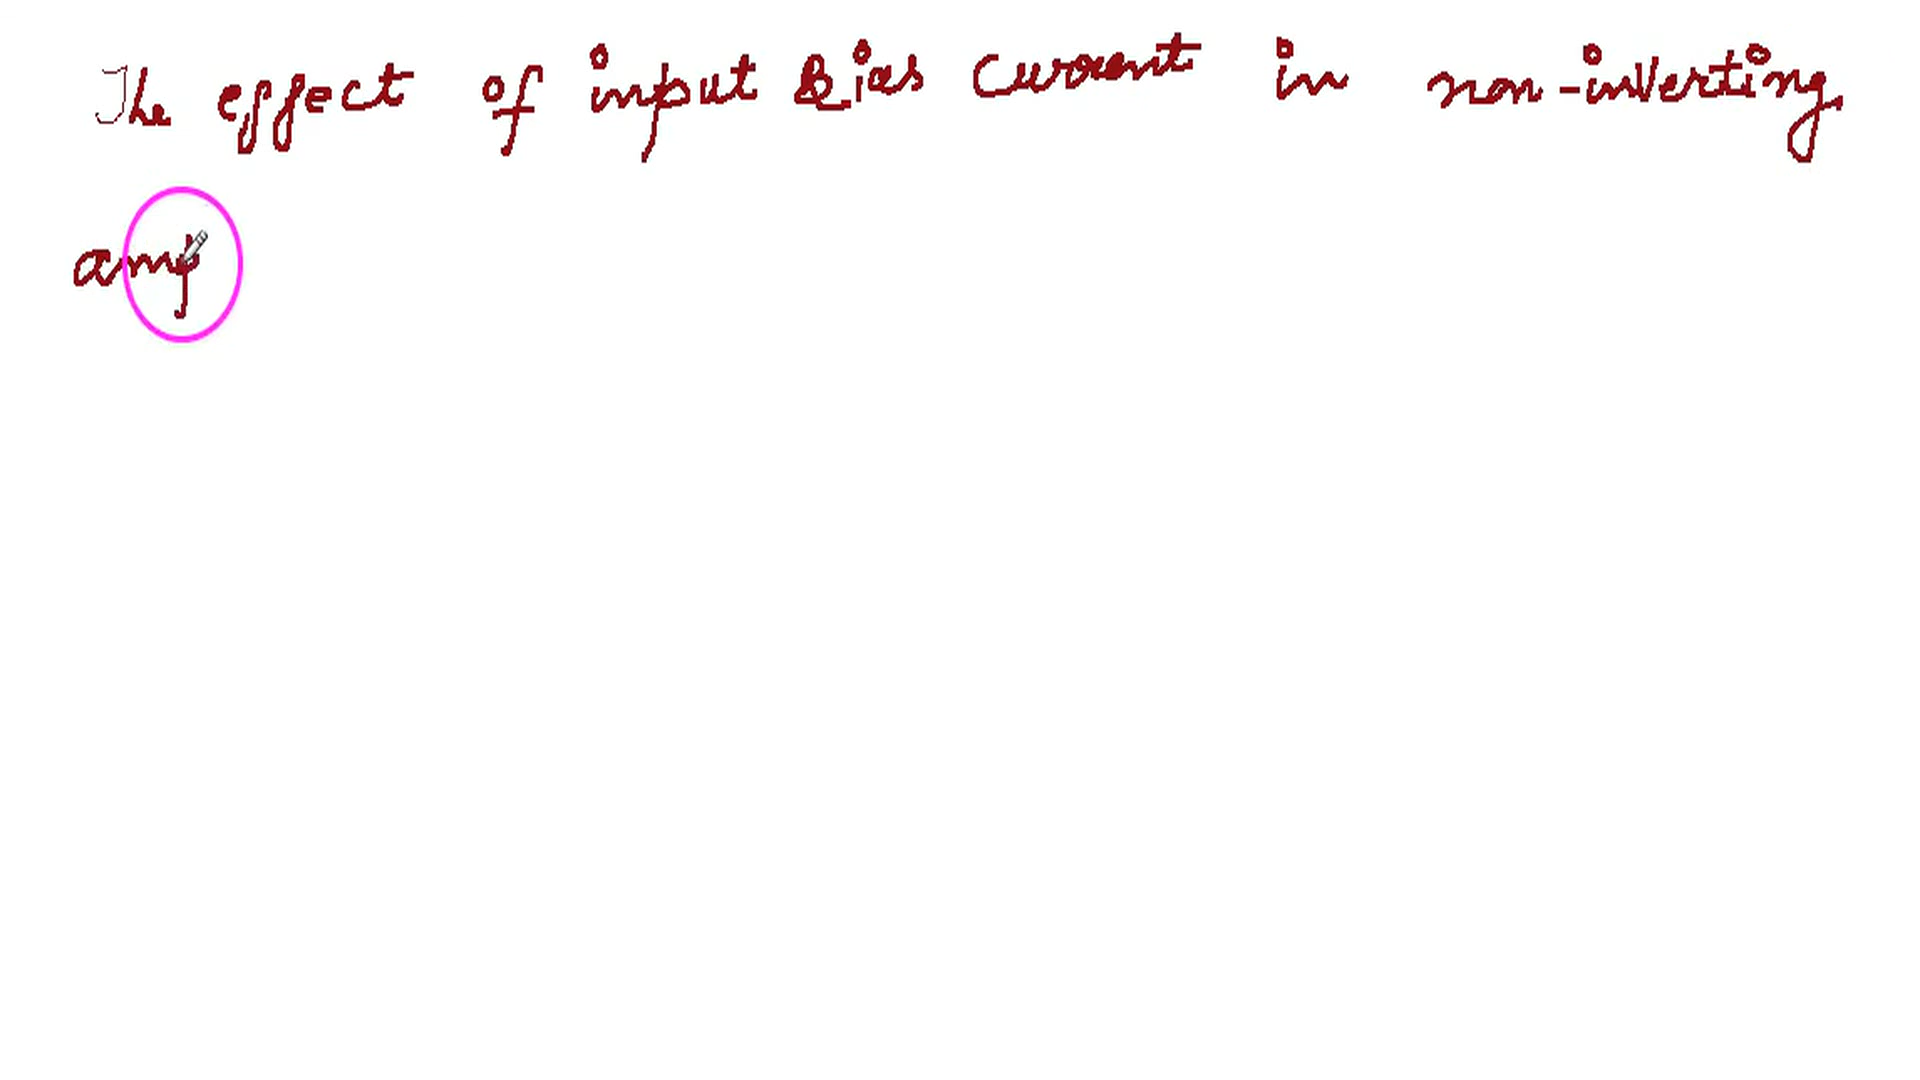 The effect of input Bias current in non-inverting
amp